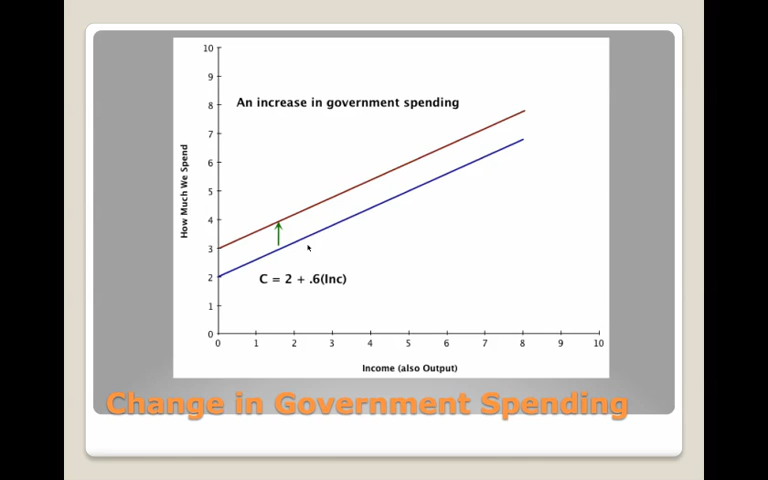 10
9
An increase in government spending
8
7
6
How Much We Spend
5
4
3
C = 2 + .6(Inc)
2
1
0
0 1 2 3 4 5 6 7 8 9 10
Income (also Output)
Change in Government Spending